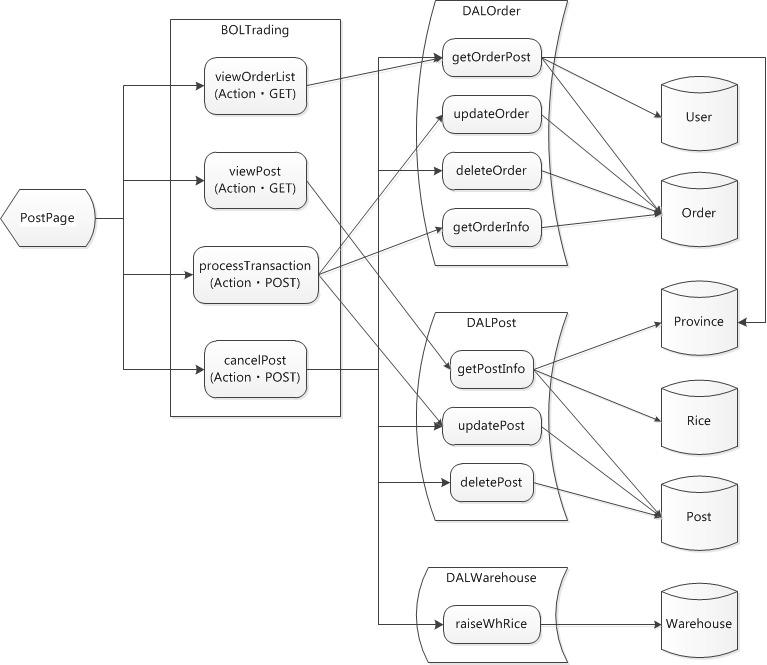 BOLTrading
viewOrderList
(Action・GET)
viewPost
(Action・GET)
PostPage
processTransaction
(Action・POST)
cancelPost
(Action・POST)
DALOrder
getOrderPost
updateOrder
deleteOrder
getOrderInfo
DALPost
getPostInfo
updatePost
deletePost
DALWarehouse
raiseWhRice
User
Order
Province
Rice
Post
Warehouse